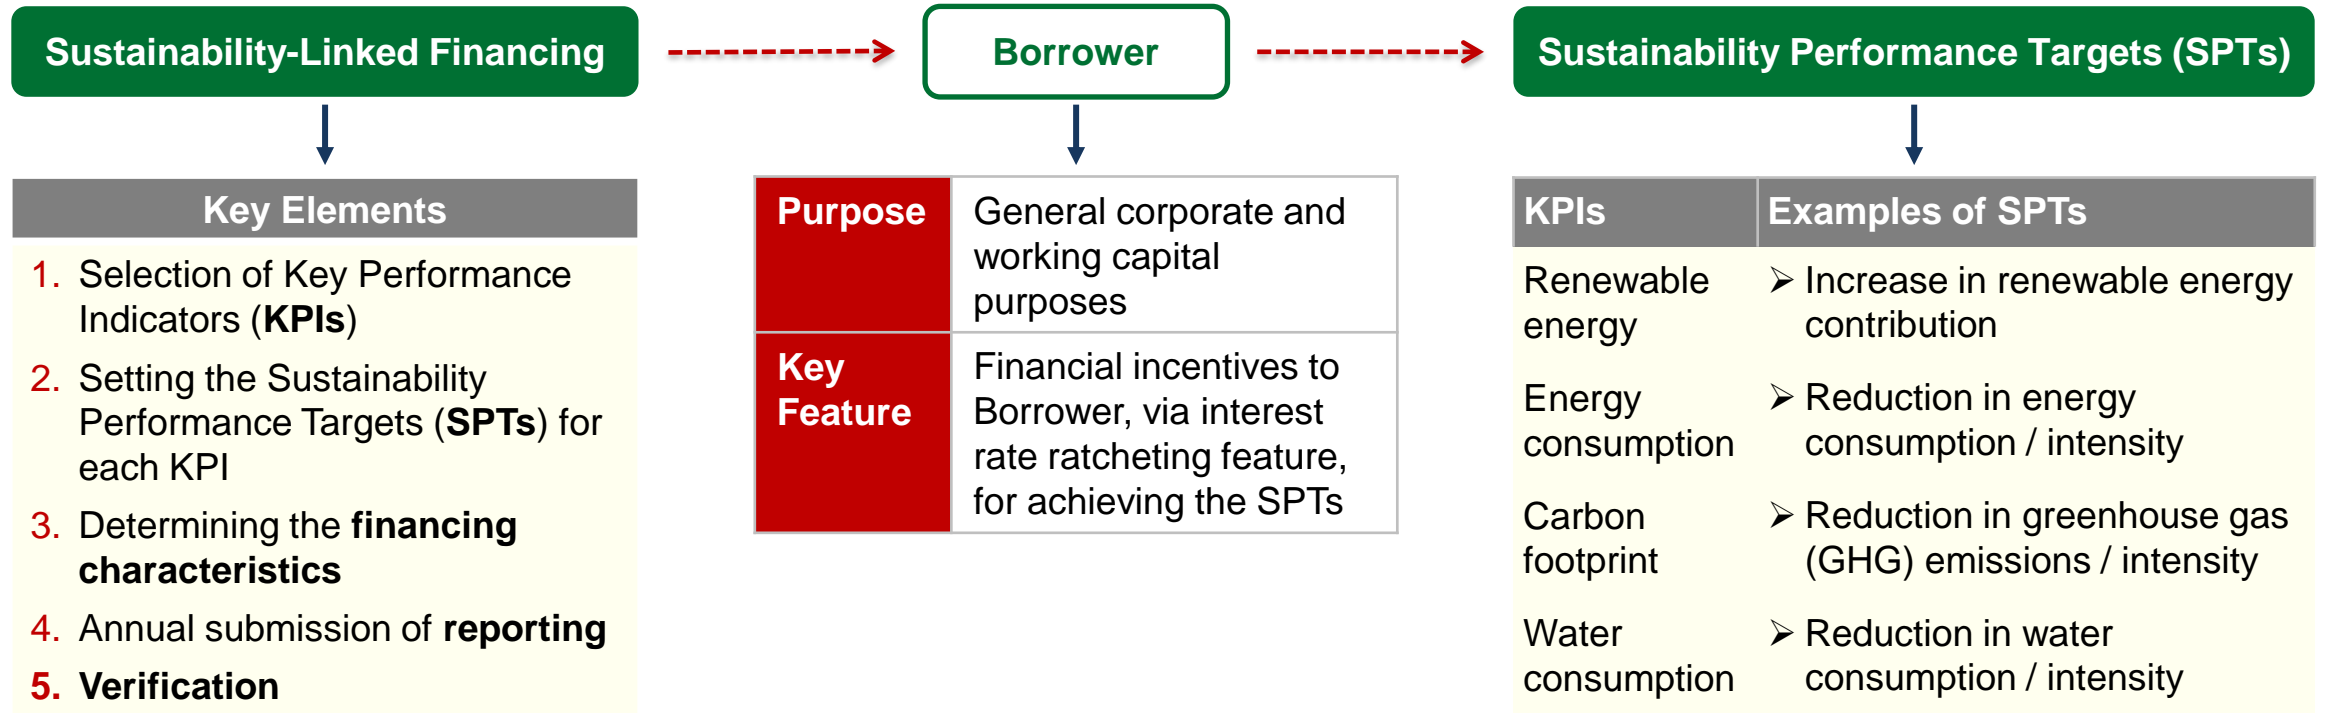 Sustainability-Linked Financing
Borrower
Sustainability Performance Targets (SPTs)
Key Elements
1. Selection of Key Performance
Indicators (KPIs)
2. Setting the Sustainability
Performance Targets (SPTs) for
each KPI
3. Determining the financing
characteristics
4. Annual submission of reporting
5. Verification
Purpose
General corporate and
working capital
purposes
Key
Feature
Financial incentives to
Borrower, via interest
rate ratcheting feature,
for achieving the SPTs
KPIs
Examples of SPTs
Renewable
energy
➢ Increase in renewable energy
contribution
Energy
consumption
➢ Reduction in energy
consumption / intensity
Carbon
footprint
➢ Reduction in greenhouse gas
(GHG) emissions / intensity
Water
consumption
➢ Reduction in water
consumption / intensity